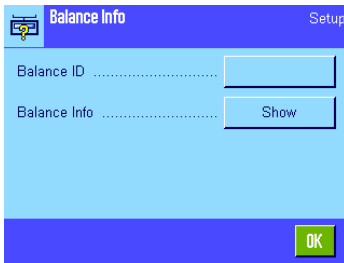 Balance Info Setup
Balance ID ............................
Balance Info ............................ Show
OK